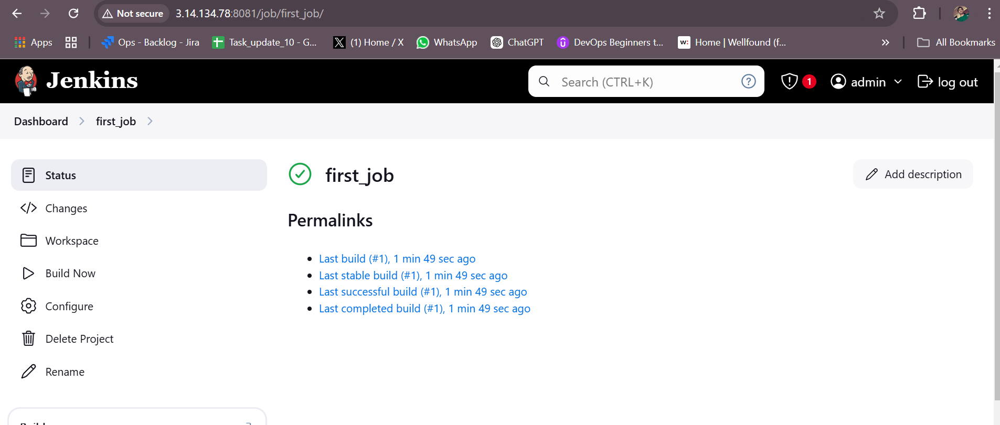 Not secure 3.14.134.78:8081/job/first_job/
Apps Ops - Backlog - Jira Task_update_10 - G... (1) Home / X WhatsApp ChatGPT DevOps Beginners t... w: Home | Wellfound (f... All Bookmarks
Jenkins Search (CTRL+K) ? 1 admin log out
Dashboard first_job
Status
Changes
Workspace
Build Now
Configure
Delete Project
Rename
first_job Add description
Permalinks
Last build (#1), 1 min 49 sec ago
Last stable build (#1), 1 min 49 sec ago
Last successful build (#1), 1 min 49 sec ago
Last completed build (#1), 1 min 49 sec ago